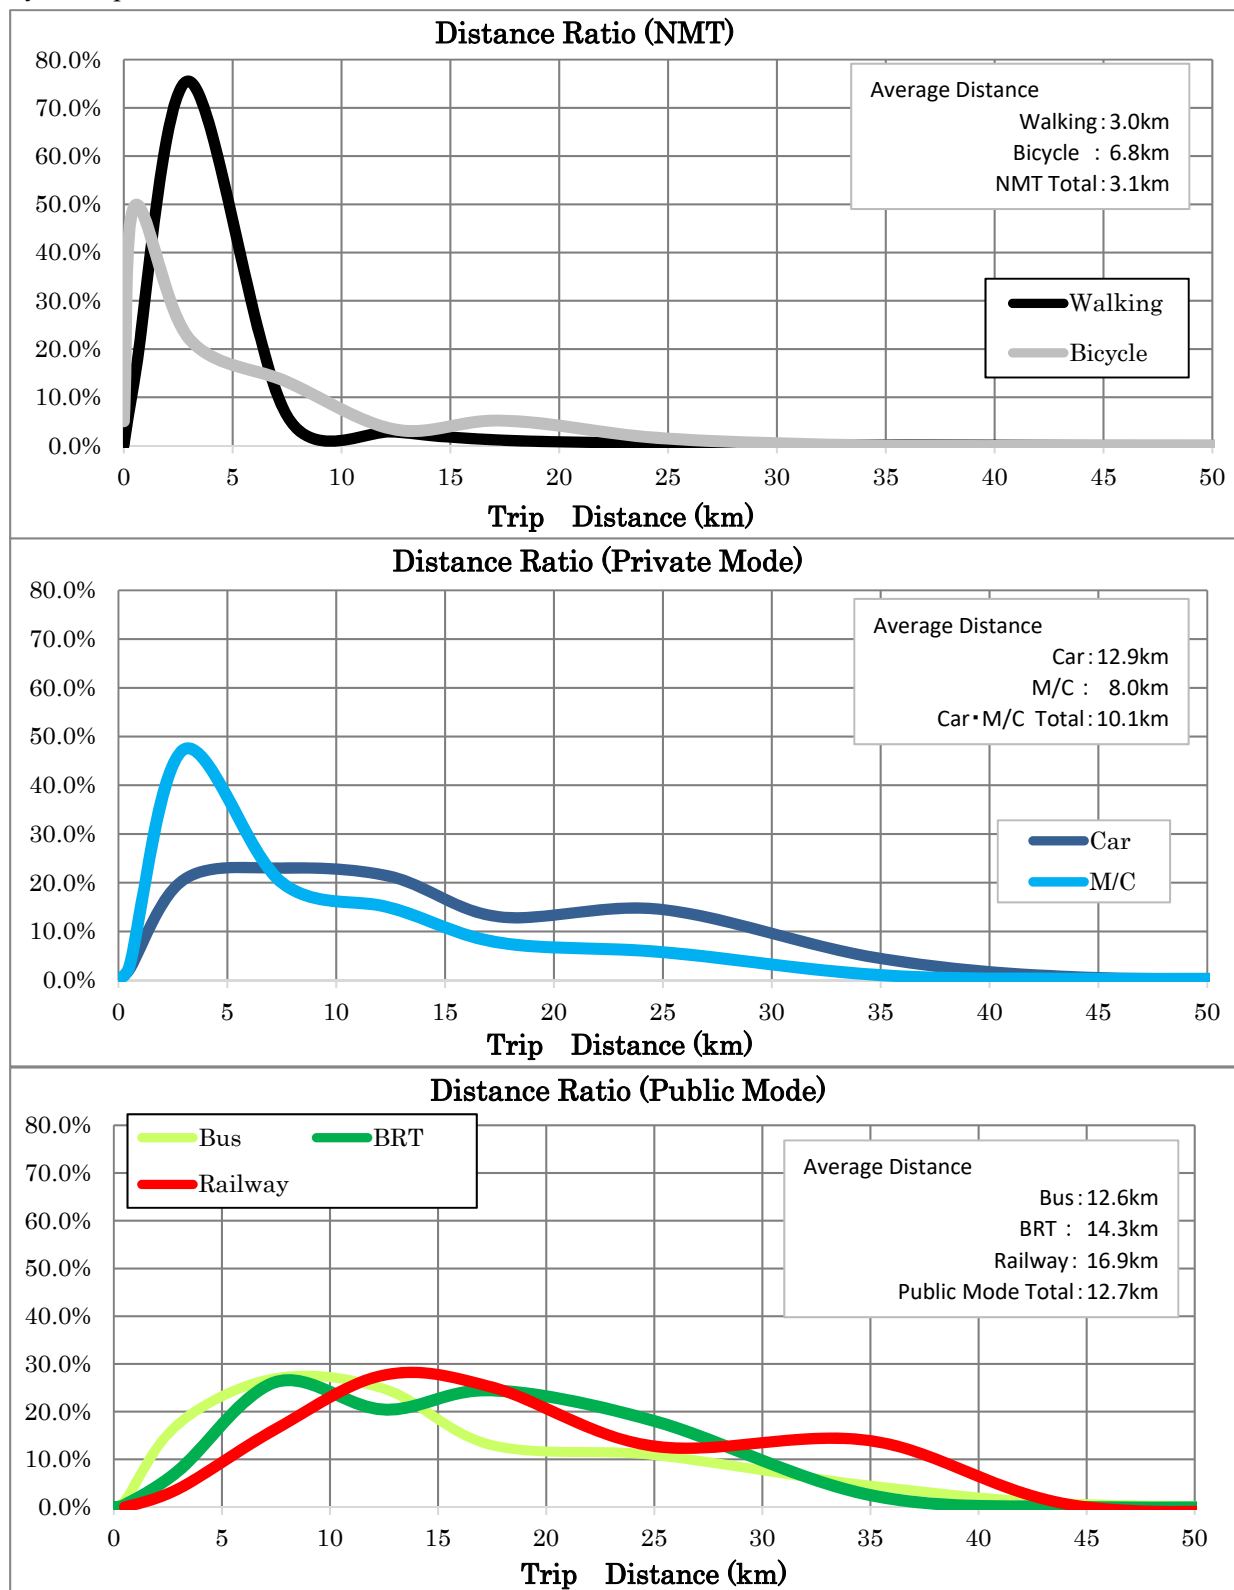 Distance Ratio (NMT)
80.0%
70.0%
60.0%
50.0%
40.0%
30.0%
20.0%
10.0%
0.0%
Average Distance
Walking:3.0km
Bicycle :6.8km
NMT Total:3.1km
Walking
Bicycle
0 5 10 15 20 25 30 35 40 45 50
Trip Distance (km)
Distance Ratio (Private Mode)
80.0%
70.0%
60.0%
50.0%
40.0%
30.0%
20.0%
10.0%
0.0%
Average Distance
Car:12.9km
M/C: 8.0km
Car・M/C Total:10.1km
Car
M/C
0 5 10 15 20 25 30 35 40 45 50
Trip Distance (km)
Distance Ratio (Public Mode)
Bus BRT
Railway
80.0%
70.0%
60.0%
50.0%
40.0%
30.0%
20.0%
10.0%
0.0%
Average Distance
Bus:12.6km
BRT : 14.3km
Railway: 16.9km
Public Mode Total:12.7km
0 5 10 15 20 25 30 35 40 45 50
Trip Distance (km)